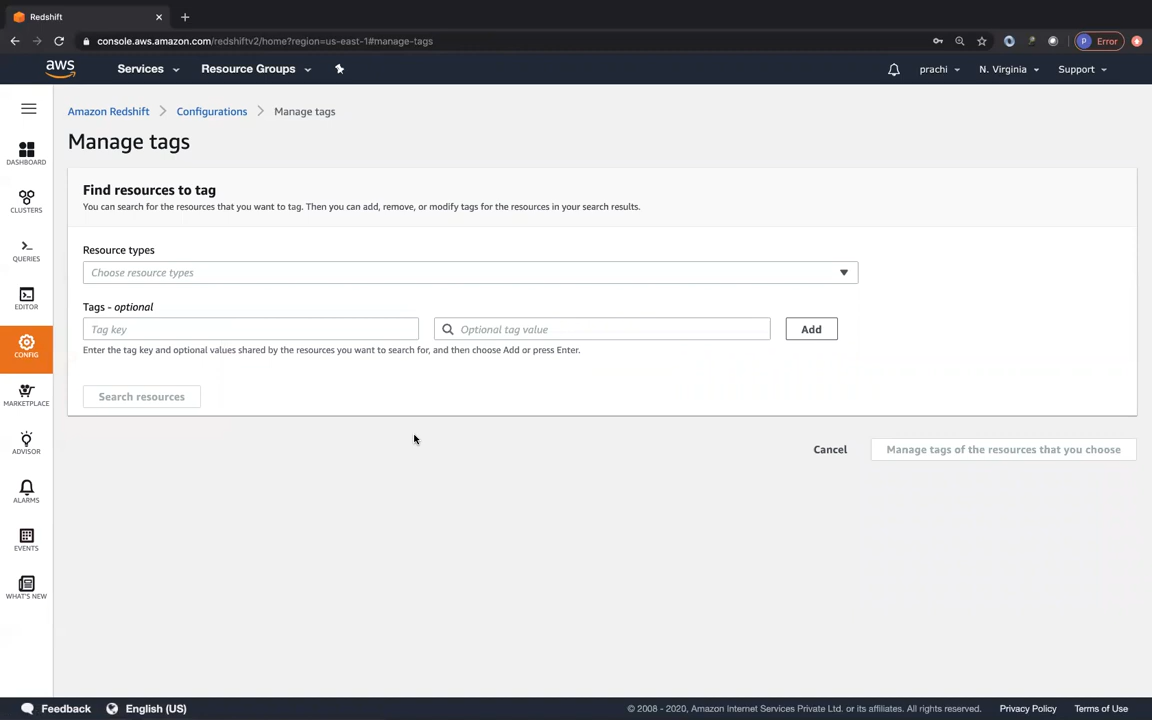 Redshift
console.aws.amazon.com/redshiftv2/home?region=us-east-1#manage-tags
P Error
aws Services Resource Groups prachi N. Virginia Support
Amazon Redshift > Configurations > Manage tags
Manage tags
DASHBOARD
CLUSTERS
QUERIES
EDITOR
CONFIG
MARKETPLACE
ADVISOR
ALARMS
EVENTS
WHAT'S NEW
Find resources to tag
You can search for the resources that you want to tag. Then you can add, remove, or modify tags for the resources in your search results.
Resource types
Choose resource types
Tags - optional
Tag key Optional tag value Add
Enter the tag key and optional values shared by the resources you want to search for, and then choose Add or press Enter.
Search resources
Cancel Manage tags of the resources that you choose
Feedback English (US) © 2008 - 2020, Amazon Internet Services Private Ltd. or its affiliates. All rights reserved. Privacy Policy Terms of Use